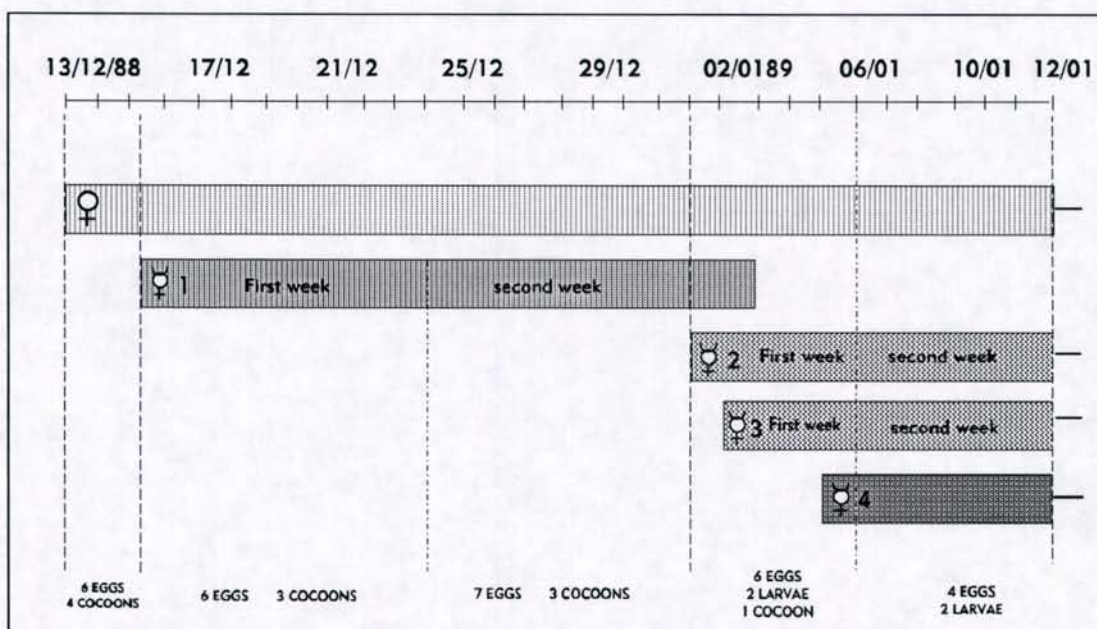 13/12/88 17/12 21/12 25/12 29/12 02/0189 06/01 10/01 12/01
♀
☿ 1 First week second week
☿ 2 First week second week
☿ 3 First week second week
☿ 4
6 EGGS
4 COCOONS
6 EGGS 3 COCOONS
7 EGGS 3 COCOONS
6 EGGS
2 LARVAE
1 COCOON
4 EGGS
2 LARVAE